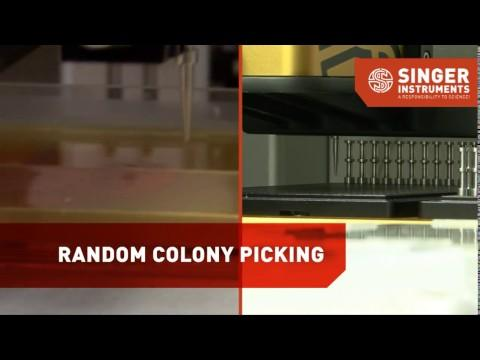 SINGER
INSTRUMENTS
A RESPONSIBILITY TO SCIENCE!
RANDOM COLONY PICKING